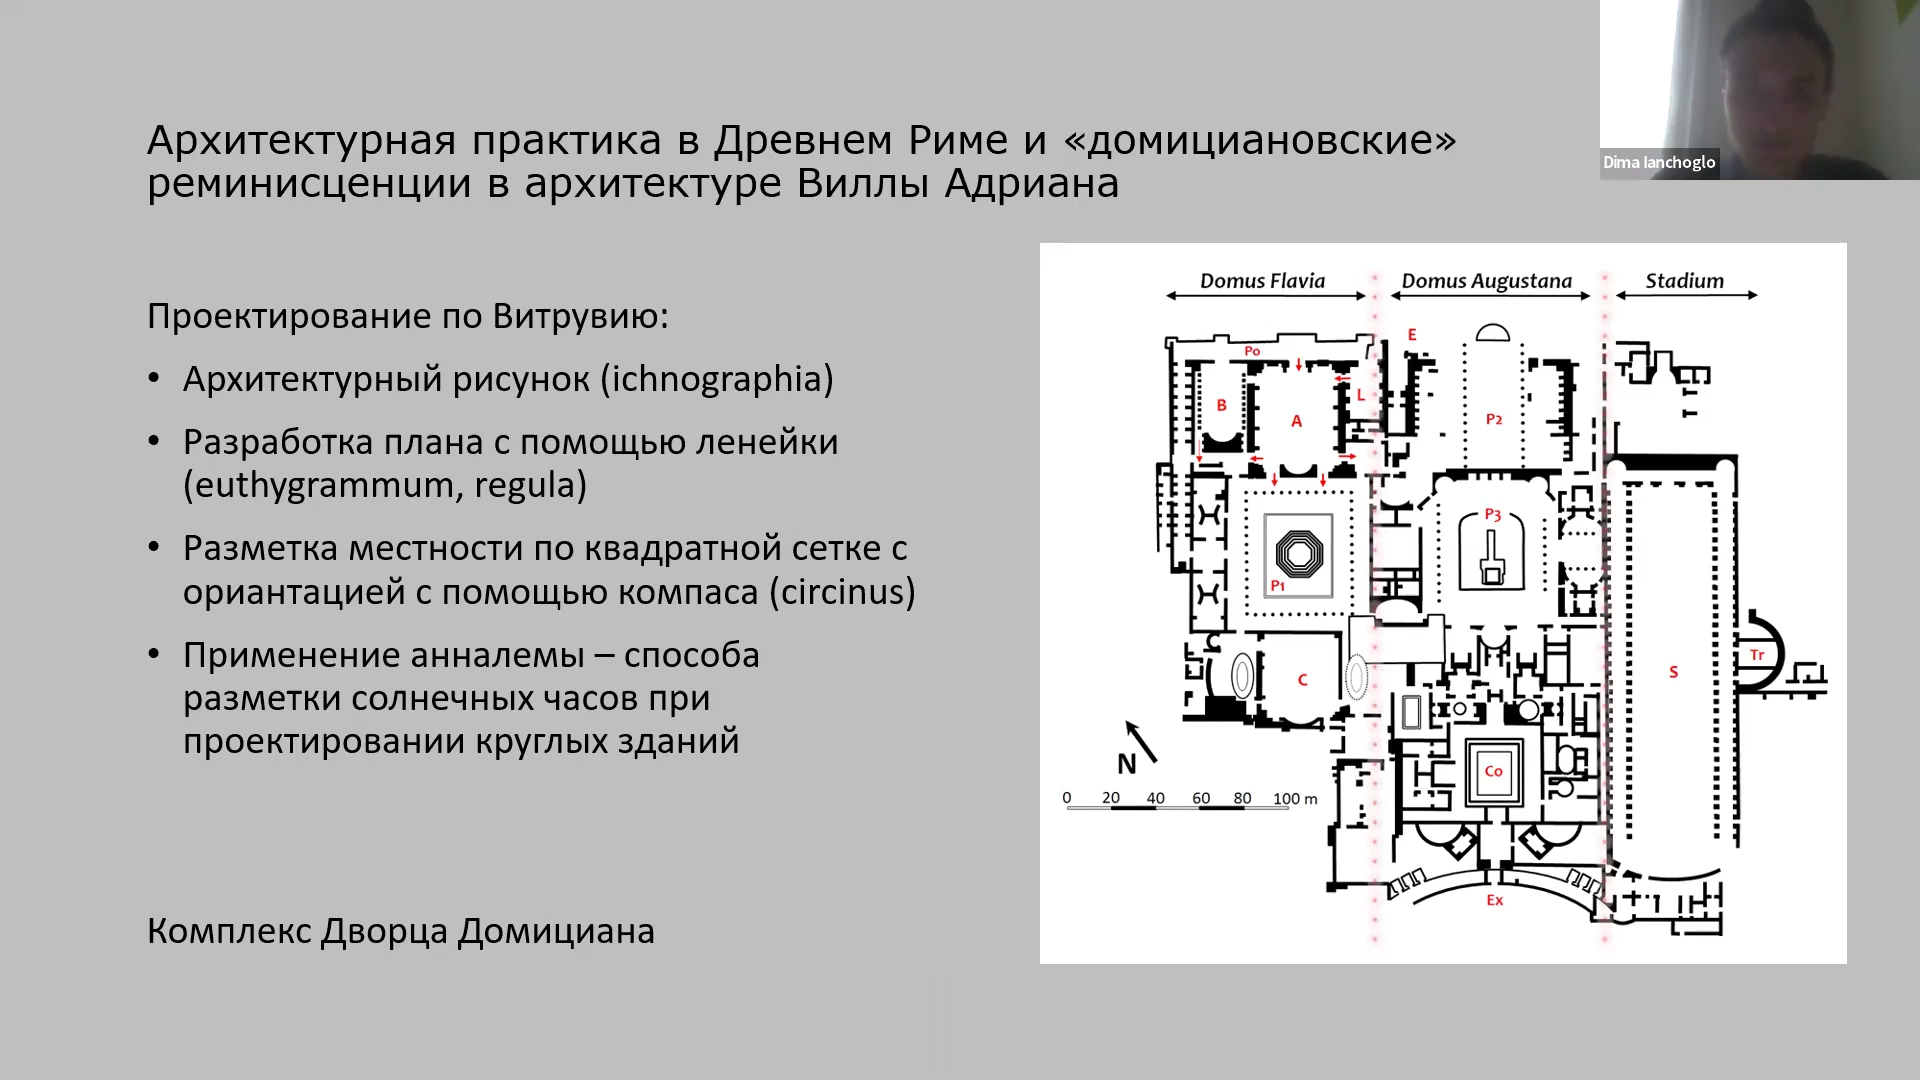 Архитектурная практика в Древнем Риме и «домициановские»
реминисценции в архитектуре Виллы Адриана
Dima Ianchoglo
Проектирование по Витрувию:
• Архитектурный рисунок (ichnographia)
• Разработка плана с помощью ленейки
(euthygrammum, regula)
• Разметка местности по квадратной сетке с
ориантацией с помощью компаса (circinus)
• Применение анналемы – способа
разметки солнечных часов при
проектировании круглых зданий
Комплекс Дворца Домициана
Domus Flavia Domus Augustana Stadium
E
Po
B A L P2
P3
P1
C S Tr
N
Co
0 20 40 60 80 100 m
Ex